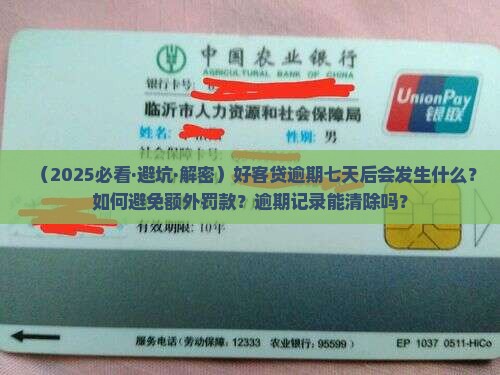 中国农业银行
AGRICULTURAL BANK OF CHINA
银行卡号:
UnionPay
银联
临沂市人力资源和社会保障局
姓名: 性别: 男
社会保障号:
（2025必看·避坑·解密）好客贷逾期七天后会发生什么？
如何避免额外罚款？逾期记录能清除吗？
有效期限: 10年
服务电话(劳动保障: 12333 农业银行: 95599) EP 1037 0511-HiCo